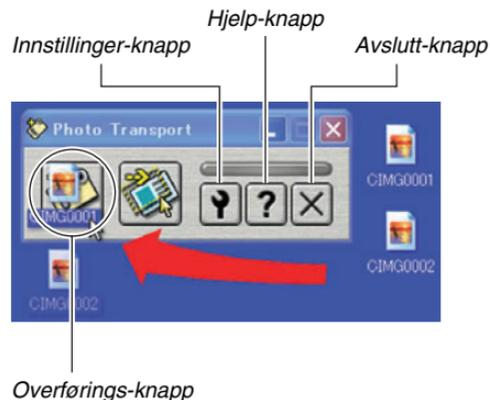 Hjelp-knapp
Innstillinger-knapp
Avslutt-knapp
Photo Transport
CIMG0001
CIMG0001
CIMG0002
CIMG0002
Overførings-knapp